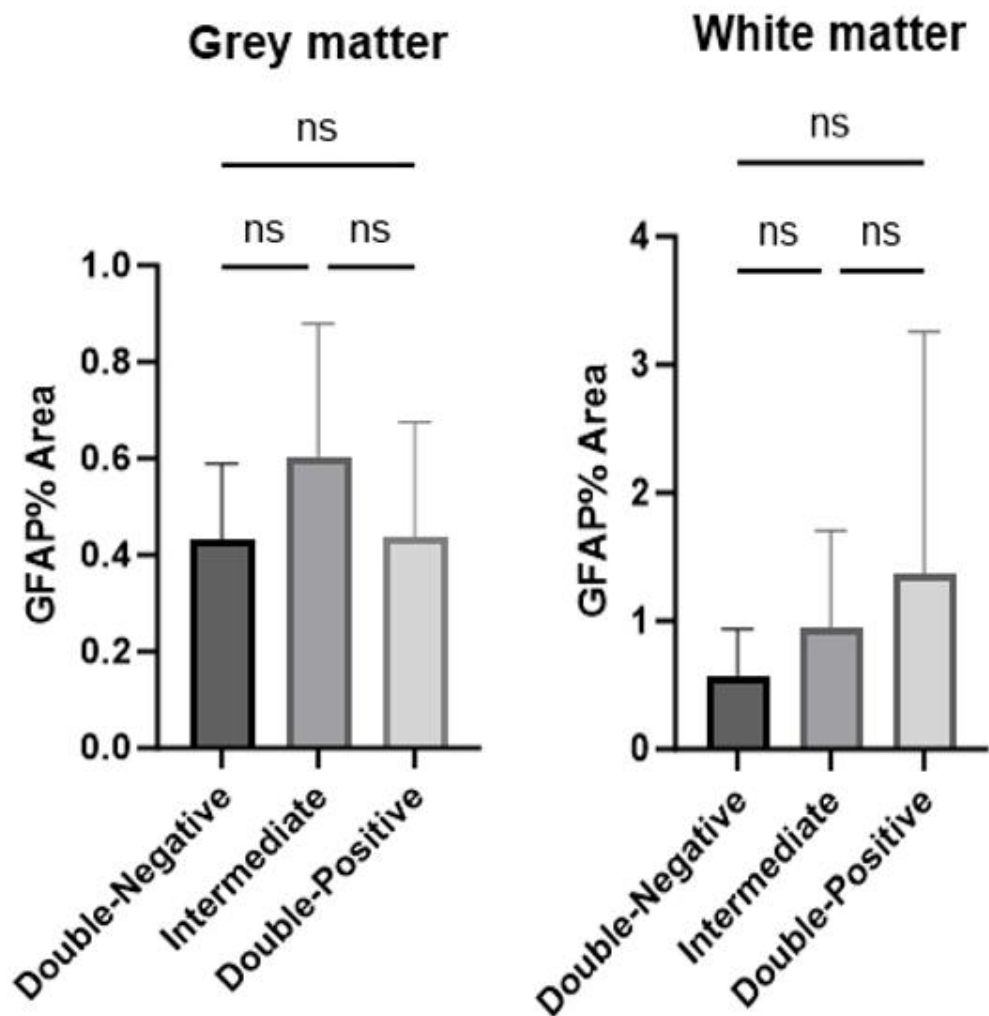 Grey matter
ns
ns
ns
1.0
0.8
0.6
0.4
0.2
0.0
GFAP% Area
Double-Negative
Intermediate
Double-Positive
White matter
ns
ns
ns
4
3
2
1
0
GFAP% Area
Double-Negative
Intermediate
Double-Positive